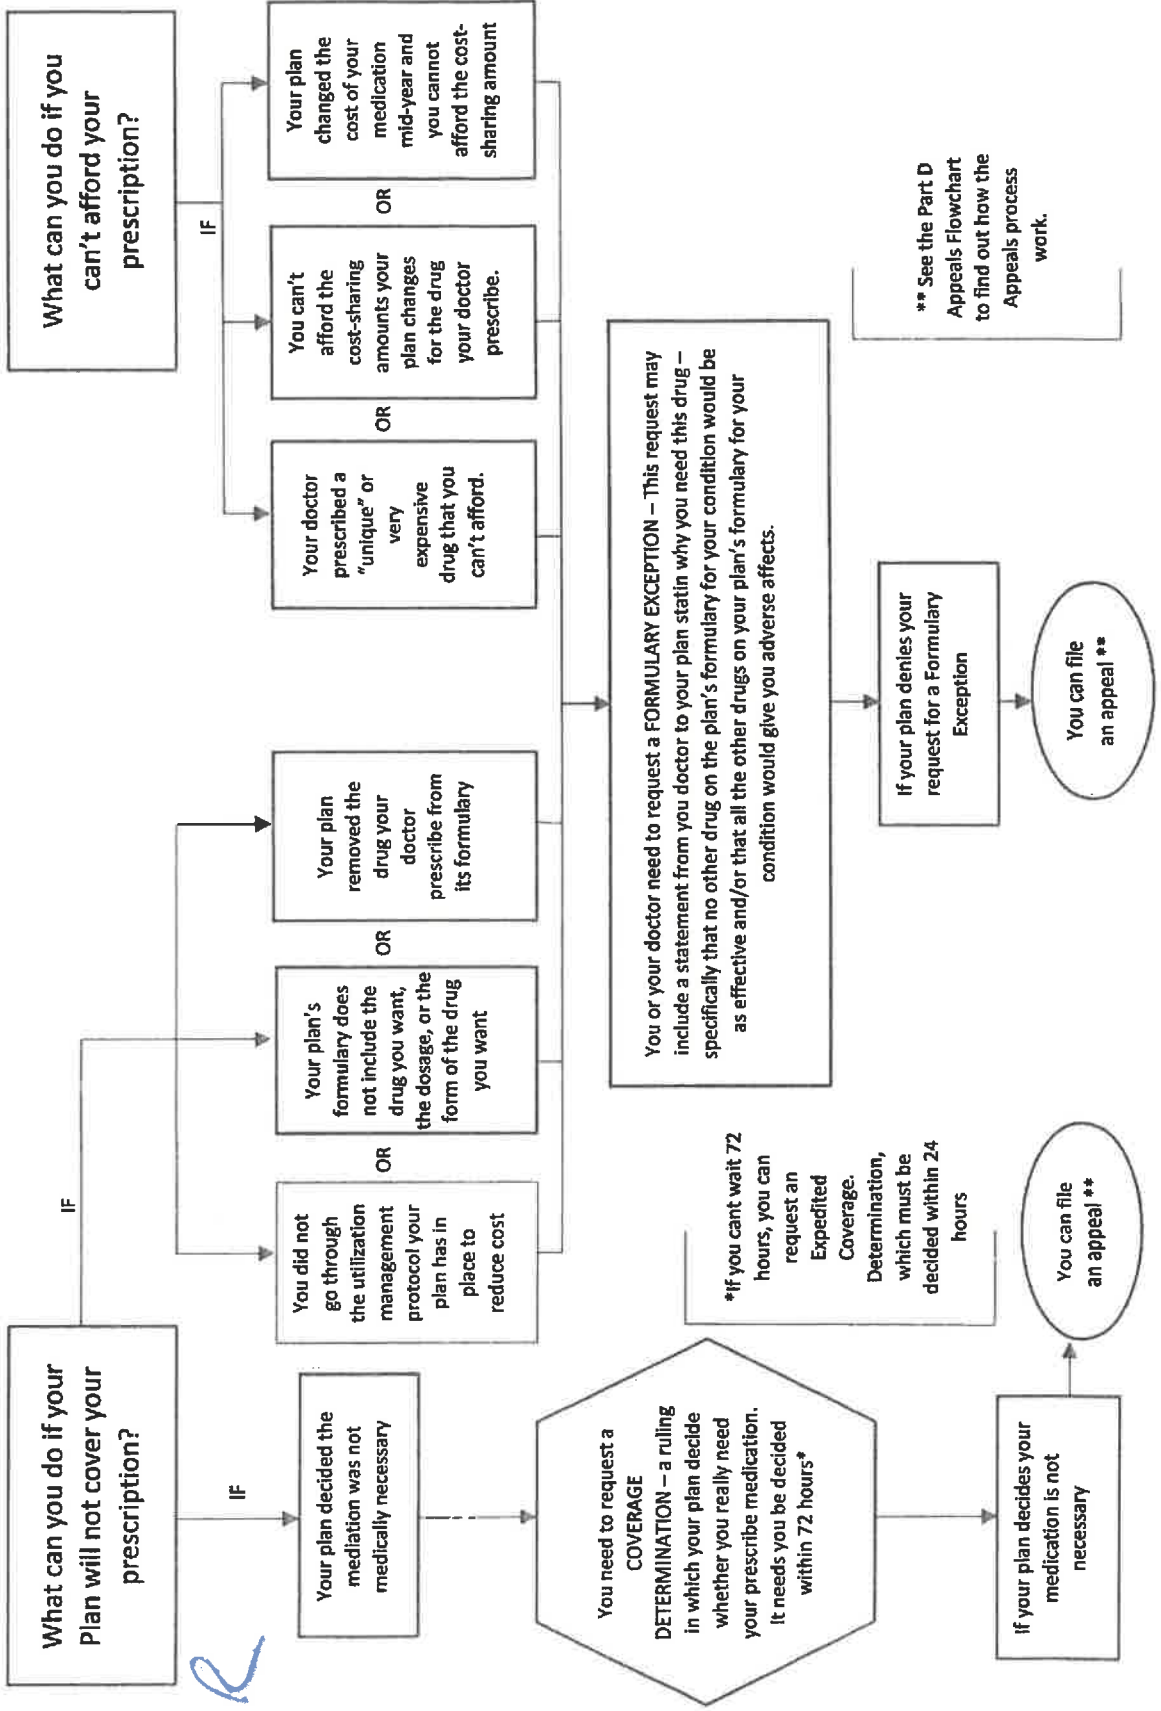 What can you do if your
Plan will not cover your
prescription?
IF
IF
Your plan decided the
mediation was not
medically necessary
You need to request a
COVERAGE
DETERMINATION – a ruling
in which your plan decide
whether you really need
your prescribe medication.
It needs you be decided
within 72 hours*
If your plan decides your
medication is not
necessary
You can file
an appeal **
*If you cant wait 72
hours, you can
request an
Expedited
Coverage.
Determination,
which must be
decided within 24
hours
You did not
go through
the utilization
management
protocol your
plan has in
place to
reduce cost
OR
Your plan's
formulary does
not include the
drug you want,
the dosage, or the
form of the drug
you want
OR
Your plan
removed the
drug your
doctor
prescribe from
its formulary
What can you do if you
can't afford your
prescription?
IF
Your doctor
prescribed a
"unique" or
very
expensive
drug that you
can't afford.
OR
You can't
afford the
cost-sharing
amounts your
plan changes
for the drug
your doctor
prescribe.
OR
Your plan
changed the
cost of your
medication
mid-year and
you cannot
afford the cost-
sharing amount
You or your doctor need to request a FORMULARY EXCEPTION – This request may
include a statement from you doctor to your plan statin why you need this drug –
specifically that no other drug on the plan's formulary for your condition would be
as effective and/or that all the other drugs on your plan's formulary for your
condition would give you adverse affects.
If your plan denies your
request for a Formulary
Exception
You can file
an appeal **
** See the Part D
Appeals Flowchart
to find out how the
Appeals process
work.
R